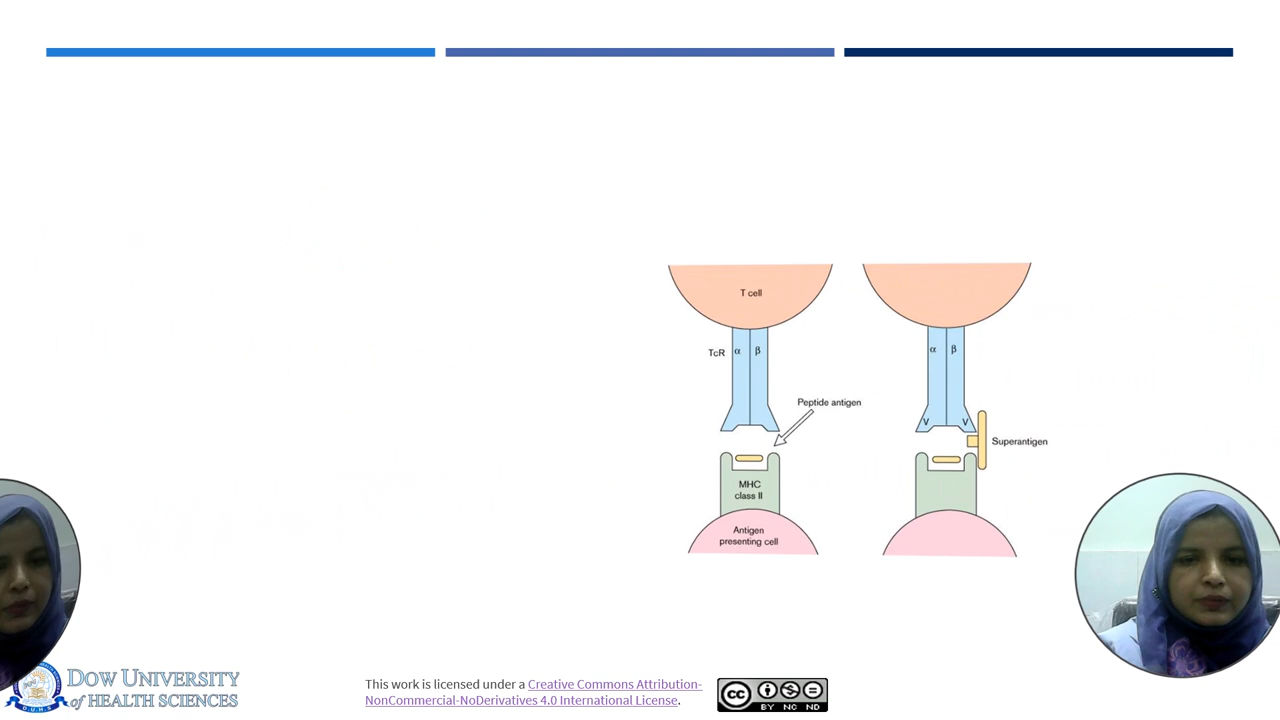 T cell
TcR
α
β
Peptide antigen
MHC
class II
Antigen
presenting cell
α
β
V
V
Superantigen
DOW UNIVERSITY
of HEALTH SCIENCES
D.U.H.S
This work is licensed under a Creative Commons Attribution-
NonCommercial-NoDerivatives 4.0 International License.
cc
BY NC ND